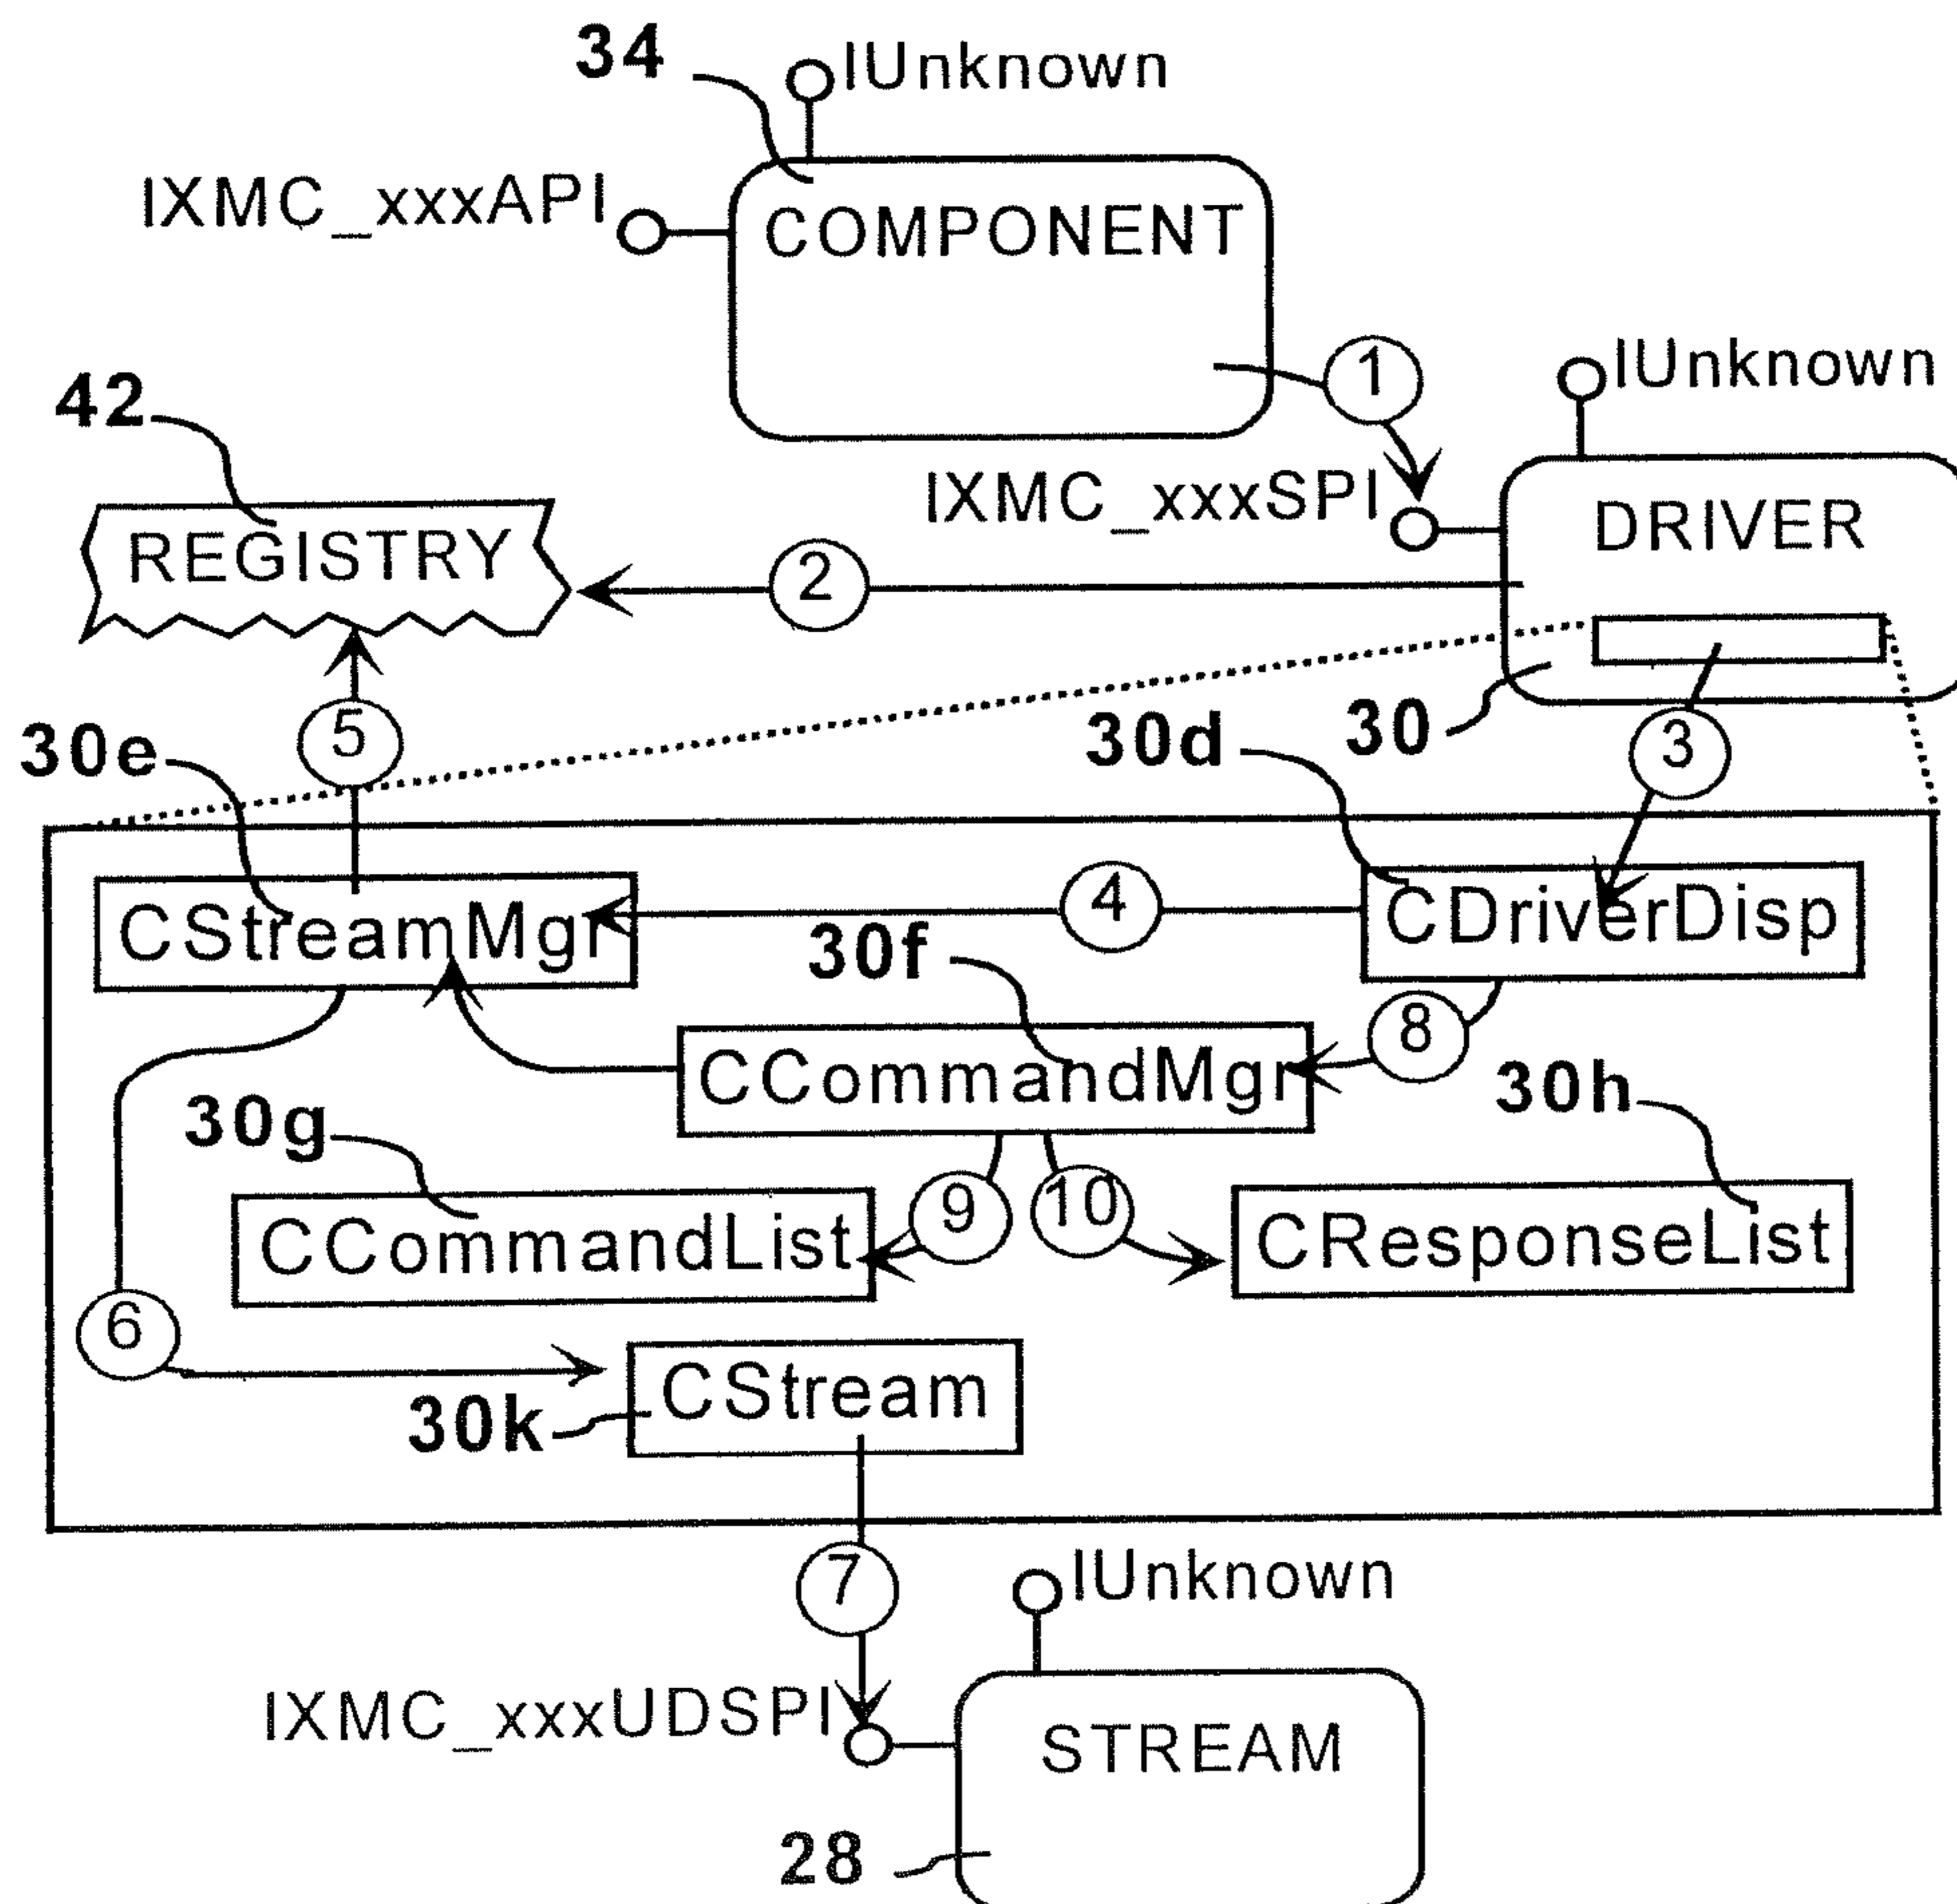 34
IUnknown
IXMC_xxxAPI
COMPONENT
1
IUnknown
42
IXMC_xxxSPI
DRIVER
REGISTRY
2
30
3
5
30e
30d
CStreamMgr
4
CDriverDisp
30f
8
CCommandMgr
30h
30g
9
10
CCommandList
CResponseList
6
CStream
30k
7
IUnknown
IXMC_xxxUDSPI
STREAM
28